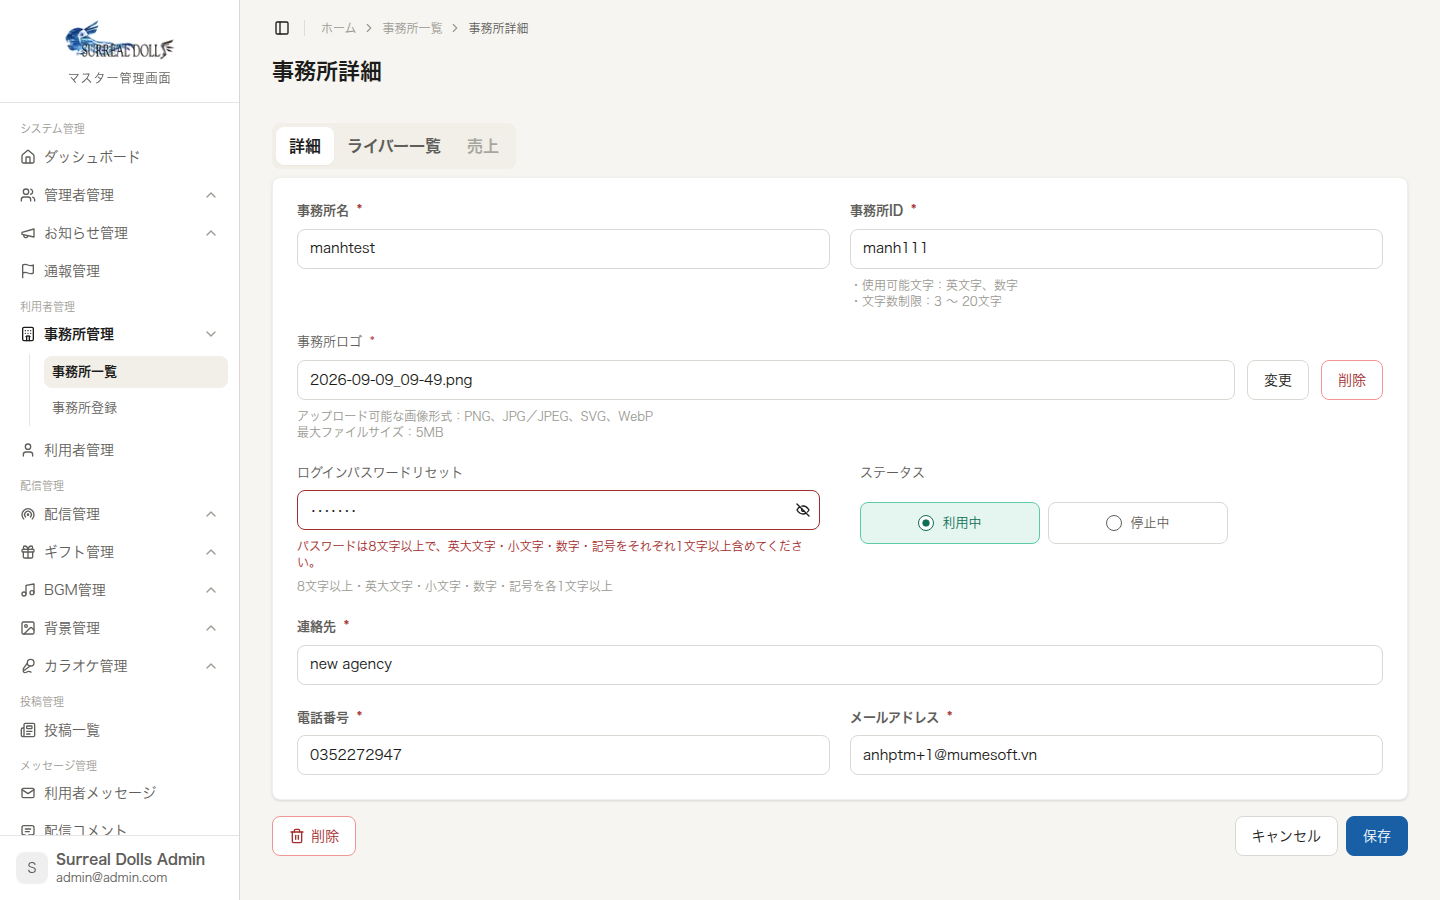 SURREAL DOLLS
マスター管理画面
システム管理
ダッシュボード
管理者管理
お知らせ管理
通報管理
利用者管理
事務所管理
事務所一覧
事務所登録
利用者管理
配信管理
配信管理
ギフト管理
BGM管理
背景管理
カラオケ管理
投稿管理
投稿一覧
メッセージ管理
利用者メッセージ
配信コメント
S
Surreal Dolls Admin
admin@admin.com
ホーム > 事務所一覧 > 事務所詳細
事務所詳細
詳細 ライバー一覧 売上
事務所名 *
manhtest
事務所ID *
manh111
・使用可能文字：英文字、数字
・文字数制限：3 〜 20文字
事務所ロゴ *
2026-09-09_09-49.png
変更
削除
アップロード可能な画像形式：PNG、JPG／JPEG、SVG、WebP
最大ファイルサイズ：5MB
ログインパスワードリセット
·······
パスワードは8文字以上で、英大文字・小文字・数字・記号をそれぞれ1文字以上含めてくださ
い。
8文字以上・英大文字・小文字・数字・記号を各1文字以上
ステータス
利用中
停止中
連絡先 *
new agency
電話番号 *
0352272947
メールアドレス *
anhptm+1@mumesoft.vn
削除
キャンセル
保存